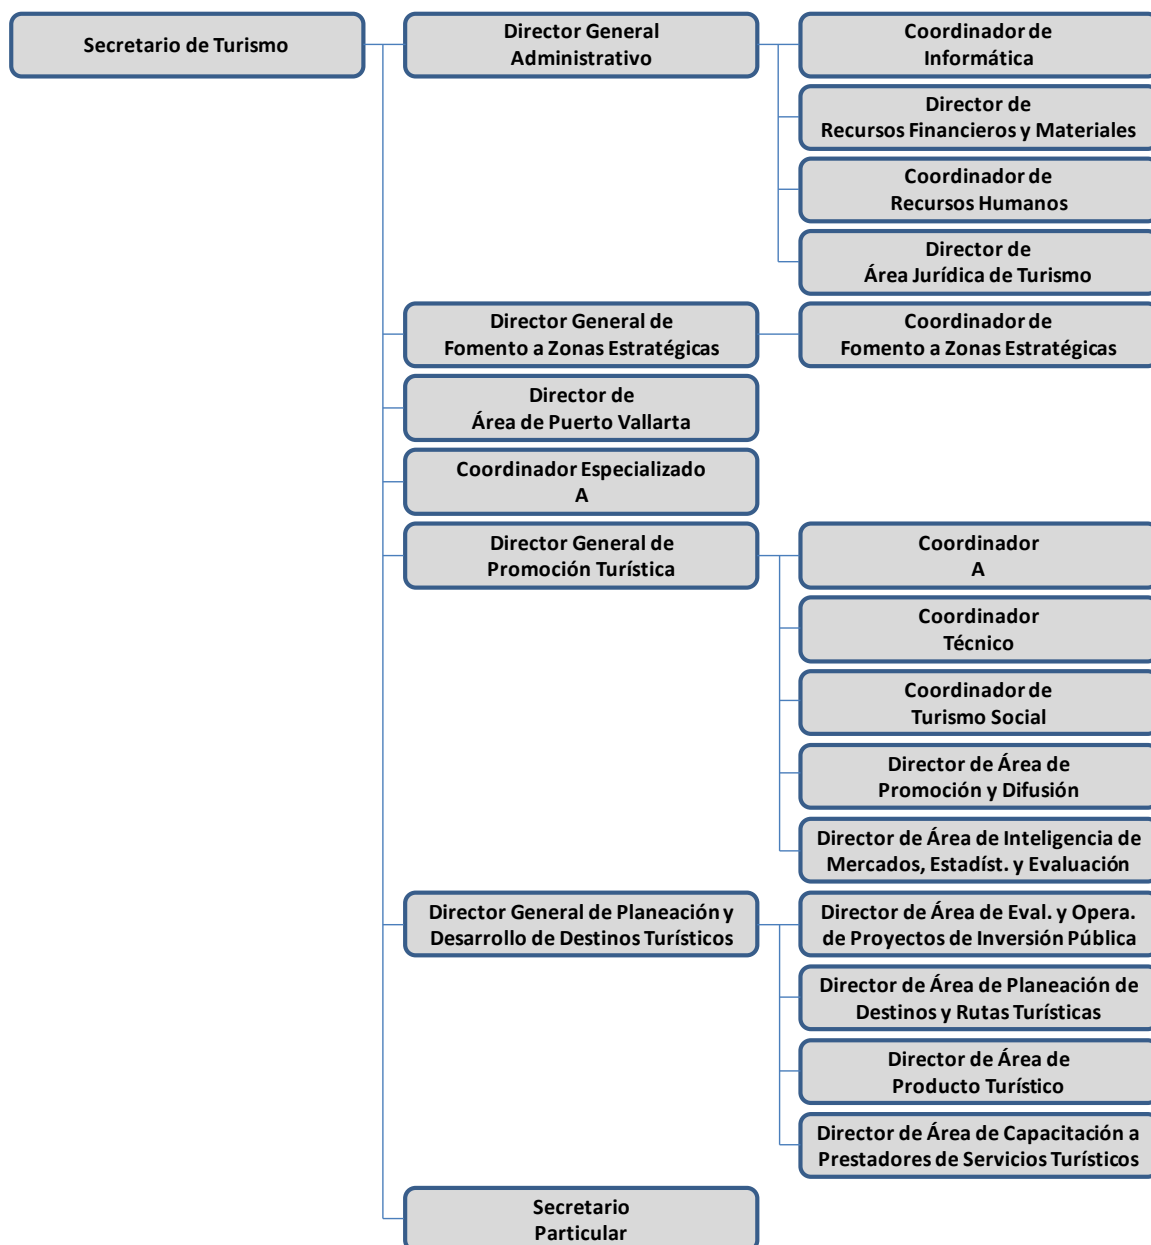 Secretario de Turismo
Director General
Administrativo
Coordinador de
Informática
Director de
Recursos Financieros y Materiales
Coordinador de
Recursos Humanos
Director de
Área Jurídica de Turismo
Director General de
Fomento a Zonas Estratégicas
Coordinador de
Fomento a Zonas Estratégicas
Director de
Área de Puerto Vallarta
Coordinador Especializado
A
Director General de
Promoción Turística
Coordinador
A
Coordinador
Técnico
Coordinador de
Turismo Social
Director de Área de
Promoción y Difusión
Director de Área de Inteligencia de
Mercados, Estadíst. y Evaluación
Director General de Planeación y
Desarrollo de Destinos Turísticos
Director de Área de Eval. y Opera.
de Proyectos de Inversión Pública
Director de Área de Planeación de
Destinos y Rutas Turísticas
Director de Área de
Producto Turístico
Director de Área de Capacitación a
Prestadores de Servicios Turísticos
Secretario
Particular